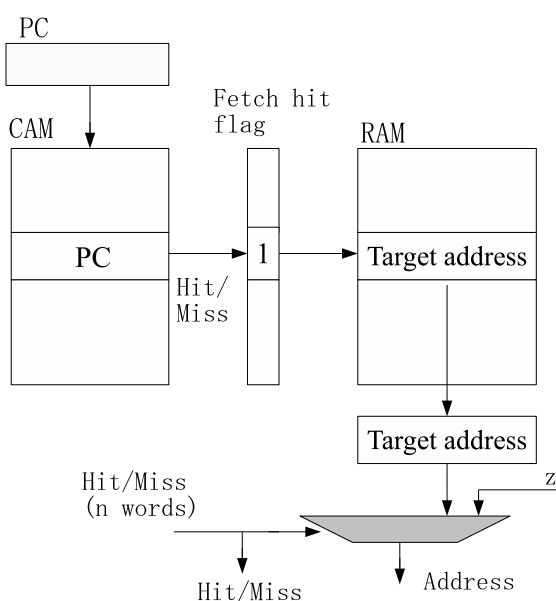 PC
Fetch hit
flag
CAM
RAM
PC
1
Target address
Hit/
Miss
Target address
Hit/Miss
(n words)
z
Hit/Miss
Address